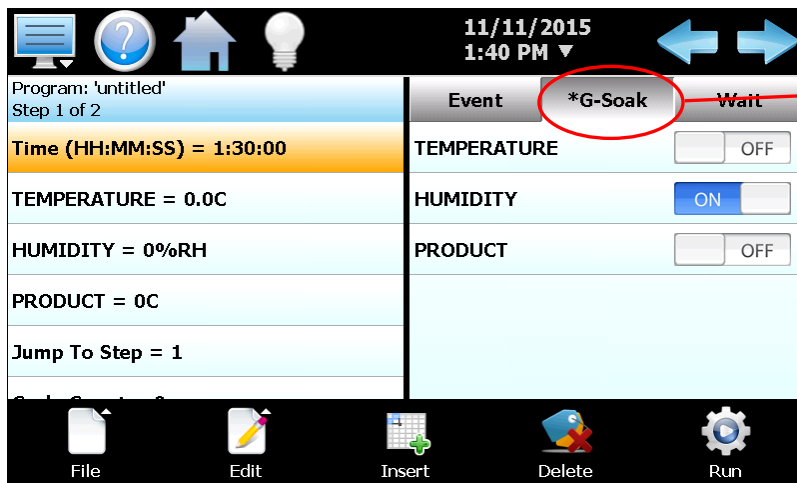 11/11/2015
1:40 PM ▼
Program: 'untitled'
Step 1 of 2
Event *G-Soak Wait
Time (HH:MM:SS) = 1:30:00
TEMPERATURE OFF
TEMPERATURE = 0.0C
HUMIDITY ON
HUMIDITY = 0%RH
PRODUCT OFF
PRODUCT = 0C
Jump To Step = 1
File Edit Insert Delete Run